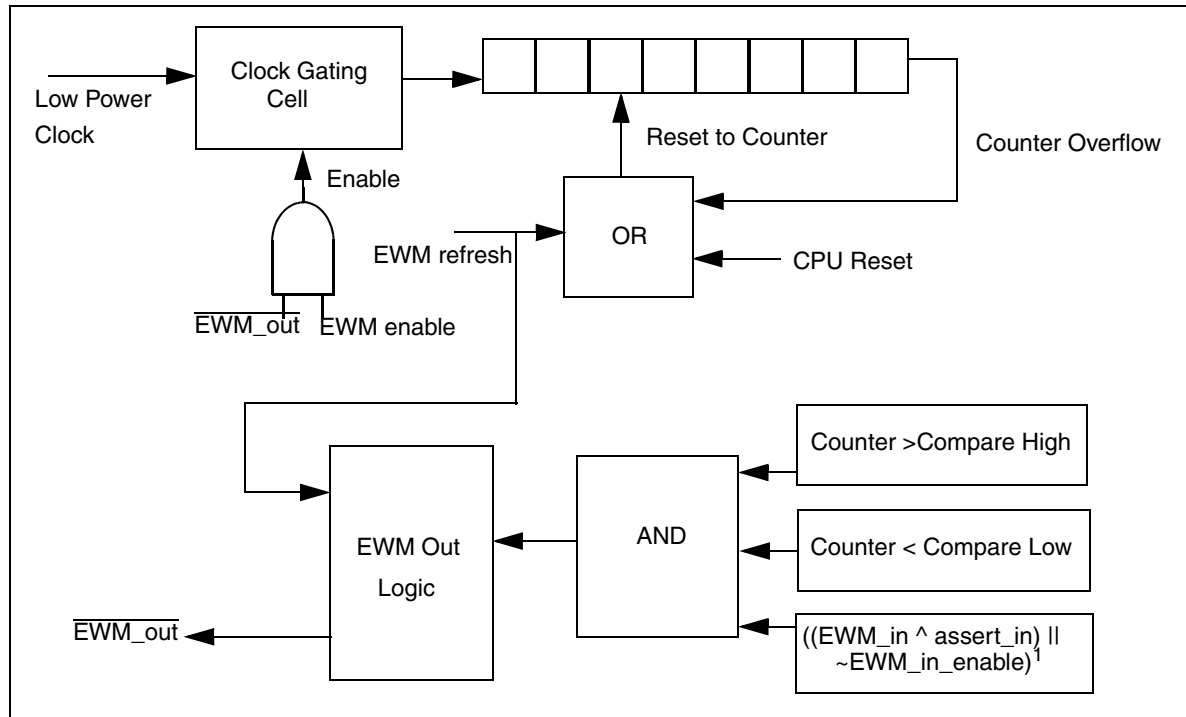 Low Power
Clock
Clock Gating
Cell
Enable
EWM_out
EWM enable
Reset to Counter
Counter Overflow
EWM refresh
OR
CPU Reset
Counter >Compare High
Counter < Compare Low
((EWM_in ^ assert_in) ||
~EWM_in_enable)1
AND
EWM Out
Logic
EWM_out